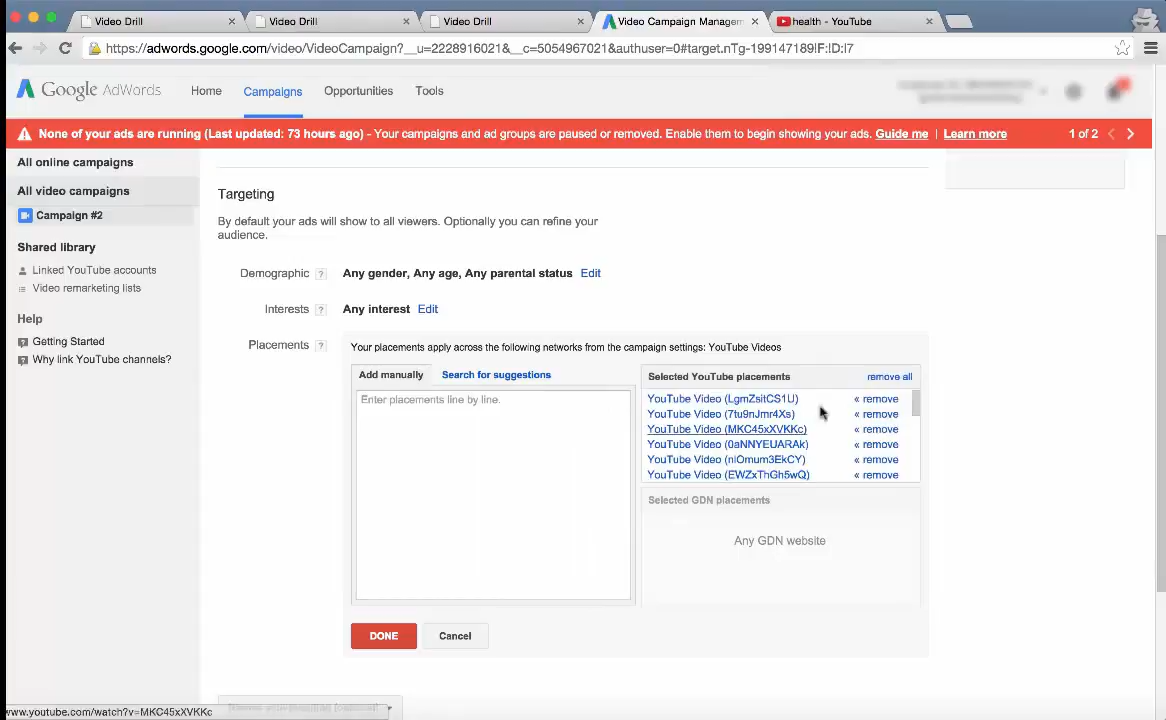 Video Drill
Video Drill
Video Drill
Video Campaign Managem
health - YouTube
https://adwords.google.com/video/VideoCampaign?__u=2228916021&__c=5054967021&authuser=0#target.nTg-199147189IF:ID:I7
Google AdWords
Home
Campaigns
Opportunities
Tools
None of your ads are running (Last updated: 73 hours ago) - Your campaigns and ad groups are paused or removed. Enable them to begin showing your ads. Guide me | Learn more
1 of 2
All online campaigns
All video campaigns
Campaign #2
Shared library
Linked YouTube accounts
Video remarketing lists
Help
Getting Started
Why link YouTube channels?
Targeting
By default your ads will show to all viewers. Optionally you can refine your
audience.
Demographic ? Any gender, Any age, Any parental status Edit
Interests ? Any interest Edit
Placements ? Your placements apply across the following networks from the campaign settings: YouTube Videos
Add manually
Search for suggestions
Enter placements line by line.
Selected YouTube placements remove all
YouTube Video (LgmZsitCS1U) « remove
YouTube Video (7tu9nJmr4Xs) « remove
YouTube Video (MKC45xXVKKc) « remove
YouTube Video (0aNNYEUARAk) « remove
YouTube Video (niOmum3EkCY) « remove
YouTube Video (EWZxThGh5wQ) « remove
Selected GDN placements
Any GDN website
DONE
Cancel
www.youtube.com/watch?v=MKC45xXVKKc